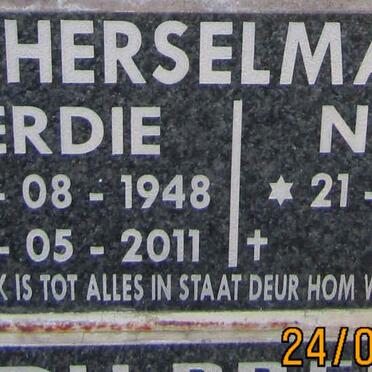 HERSELMA
ERDIE | N
- 08 - 1948 | ✶ 21 -
- 05 - 2011 | ✝
K IS TOT ALLES IN STAAT DEUR HOM W
24/0